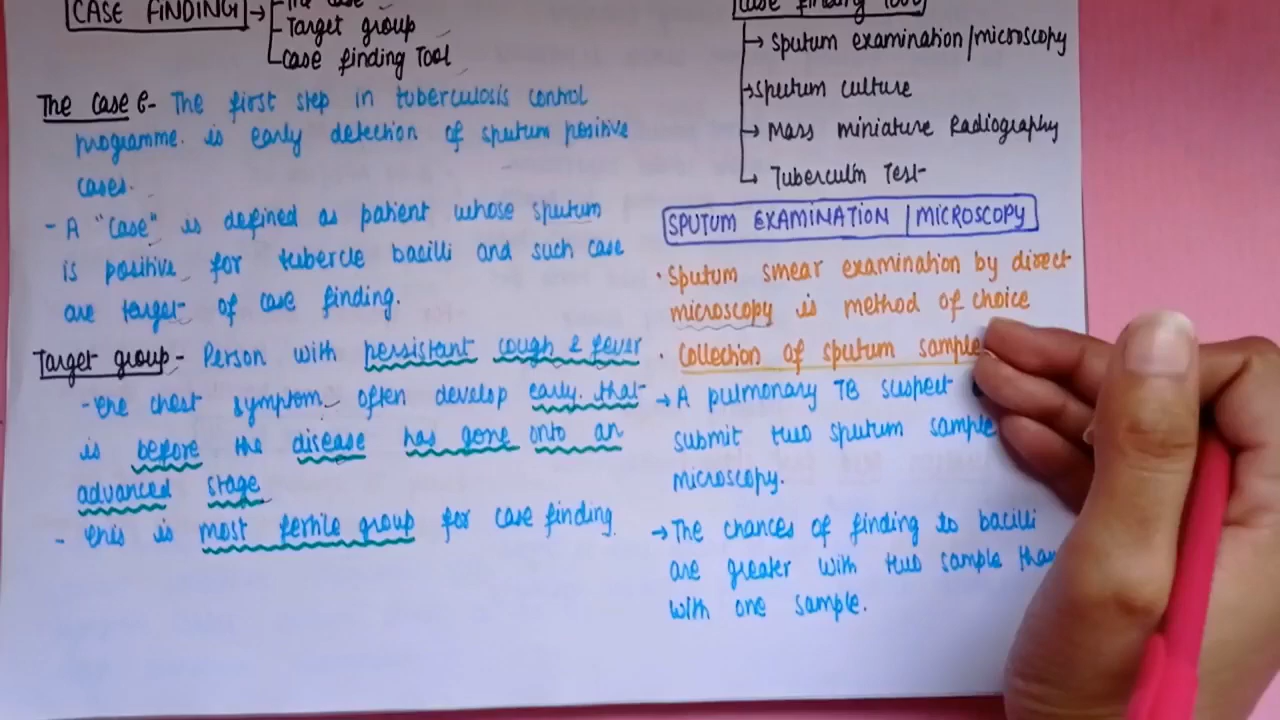 CASE FINDING →
The case
Target group
Case finding Tool
The Case :- The first step in tuberculosis control
programme. is early detection of sputum positive
cases.
- A "Case" is defined as patient whose sputum
is positive for tubercle bacilli and such case
are target of case finding.
Target group - Person with persistant cough & fever
- the chest symptom often develop early. that
is before the disease has gone onto an
advanced stage
- this is most fertile group for case finding.
Case finding Tool
→ Sputum examination/microscopy
→ Sputum culture
→ Mass miniature Radiography
→ Tuberculin Test
SPUTUM EXAMINATION | MICROSCOPY
· Sputum smear examination by direct
microscopy is method of choice
· Collection of sputum sample
→ A pulmonary TB suspect
submit two sputum sample
microscopy.
→ The chances of finding to bacilli
are greater with two sample than
with one sample.